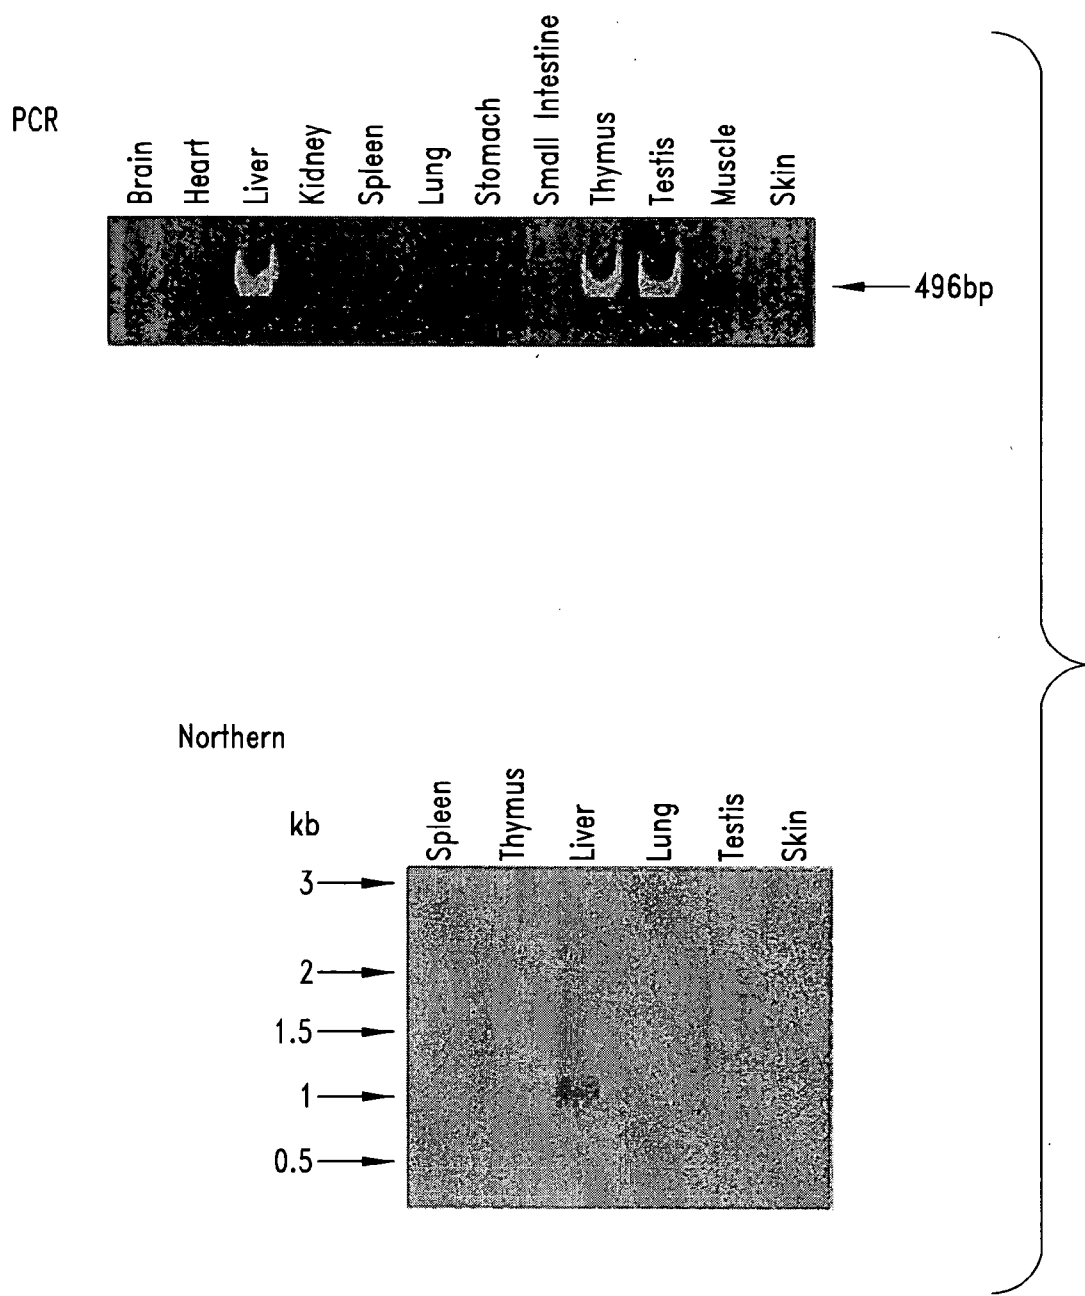 PCR
Brain
Heart
Liver
Kidney
Spleen
Lung
Stomach
Small Intestine
Thymus
Testis
Muscle
Skin
496bp
Northern
kb
Spleen
Thymus
Liver
Lung
Testis
Skin
3
2
1.5
1
0.5